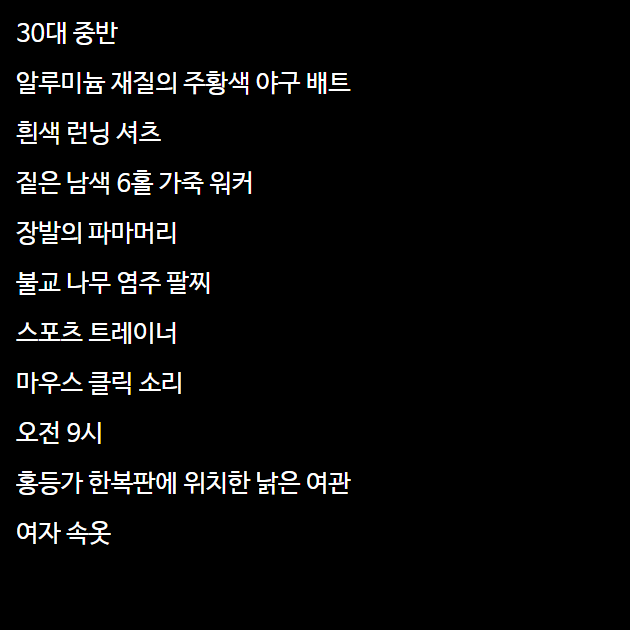 30대 중반
알루미늄 재질의 주황색 야구 배트
흰색 런닝 셔츠
짙은 남색 6홀 가죽 워커
장발의 파마머리
불교 나무 염주 팔찌
스포츠 트레이너
마우스 클릭 소리
오전 9시
홍등가 한복판에 위치한 낡은 여관
여자 속옷